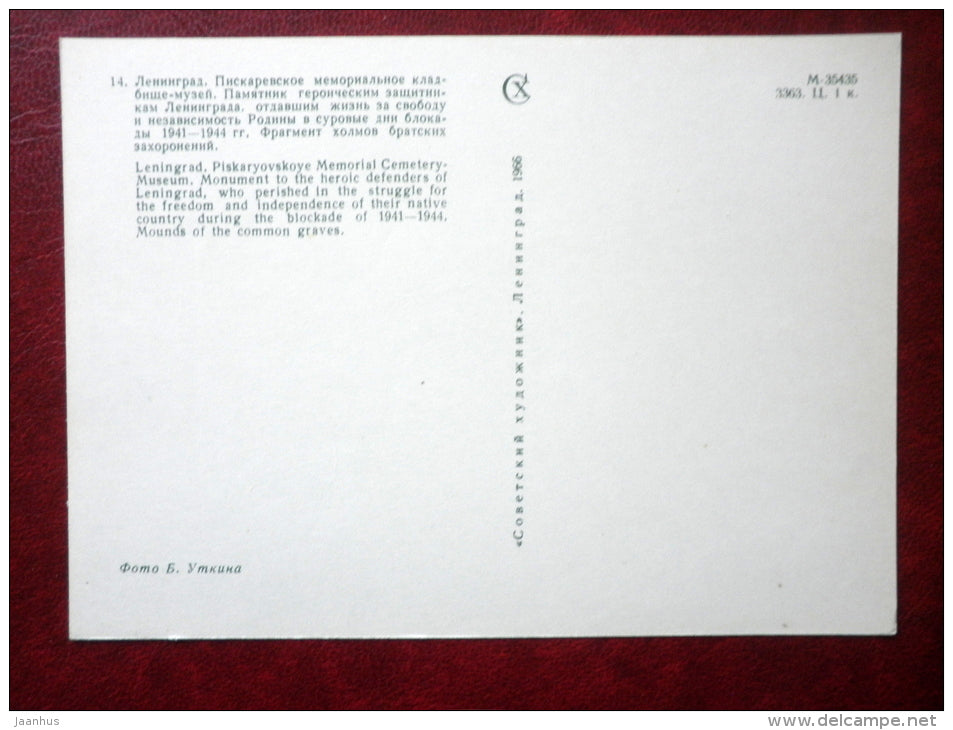 14. Ленинград. Пискаревское мемориальное клад-
бище-музей. Памятник героическим защитни-
кам Ленинграда, отдавшим жизнь за свободу
и независимость Родины в суровые дни блока-
ды 1941—1944 гг. Фрагмент холмов братских
захоронений.
Leningrad. Piskaryovskoye Memorial Cemetery-
Museum. Monument to the heroic defenders of
Leningrad, who perished in the struggle for
the freedom and independence of their native
country during the blockade of 1941—1944.
Mounds of the common graves.
Фото Б. Уткина
«Советский художник». Ленинград. 1966
СХ
М-35435
3363. Ц. 1 к.
jaanhus
www.delcampe.net